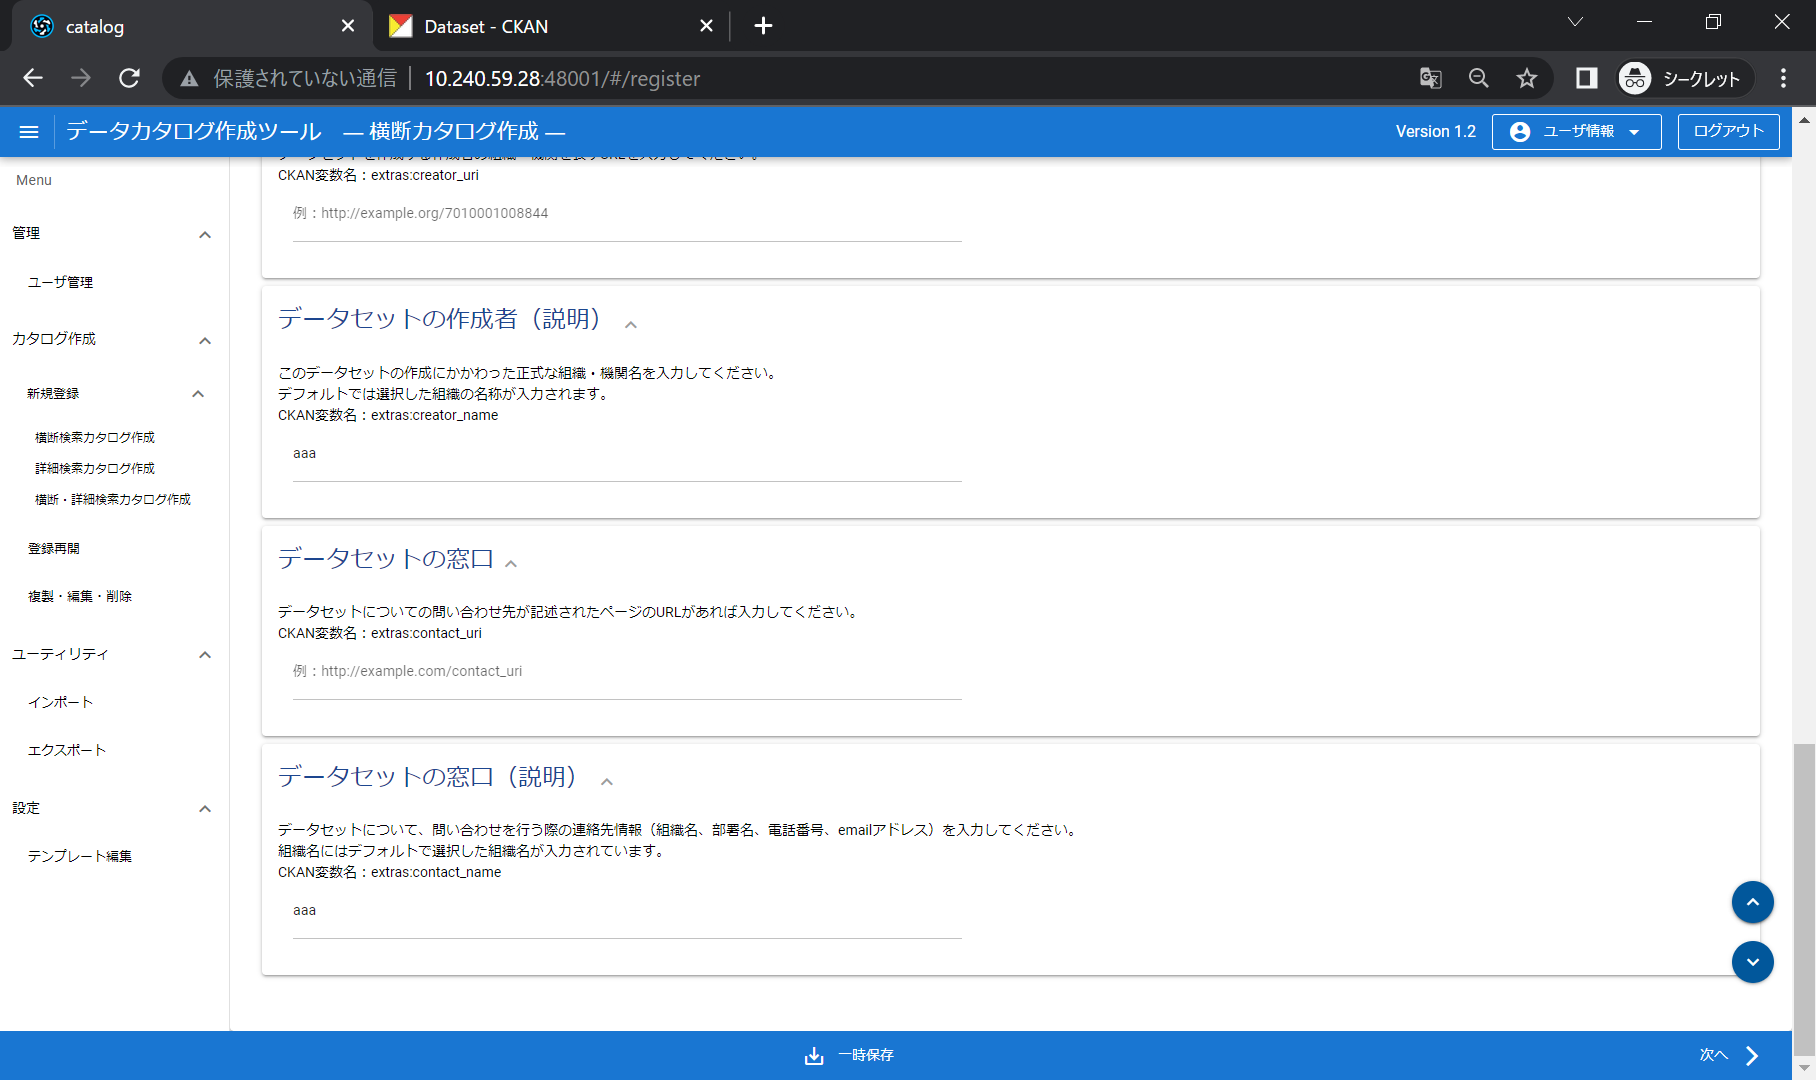 catalog
Dataset - CKAN
保護されていない通信
10.240.59.28:48001/#/register
シークレット
データカタログ作成ツール ― 横断カタログ作成 ―
Version 1.2
ユーザ情報
ログアウト
Menu
管理
ユーザ管理
カタログ作成
新規登録
横断検索カタログ作成
詳細検索カタログ作成
横断・詳細検索カタログ作成
登録再開
複製・編集・削除
ユーティリティ
インポート
エクスポート
設定
テンプレート編集
CKAN変数名：extras:creator_uri
例：http://example.org/7010001008844
データセットの作成者（説明）
このデータセットの作成にかかわった正式な組織・機関名を入力してください。
デフォルトでは選択した組織の名称が入力されます。
CKAN変数名：extras:creator_name
aaa
データセットの窓口
データセットについての問い合わせ先が記述されたページのURLがあれば入力してください。
CKAN変数名：extras:contact_uri
例：http://example.com/contact_uri
データセットの窓口（説明）
データセットについて、問い合わせを行う際の連絡先情報（組織名、部署名、電話番号、emailアドレス）を入力してください。
組織名にはデフォルトで選択した組織名が入力されています。
CKAN変数名：extras:contact_name
aaa
一時保存
次へ